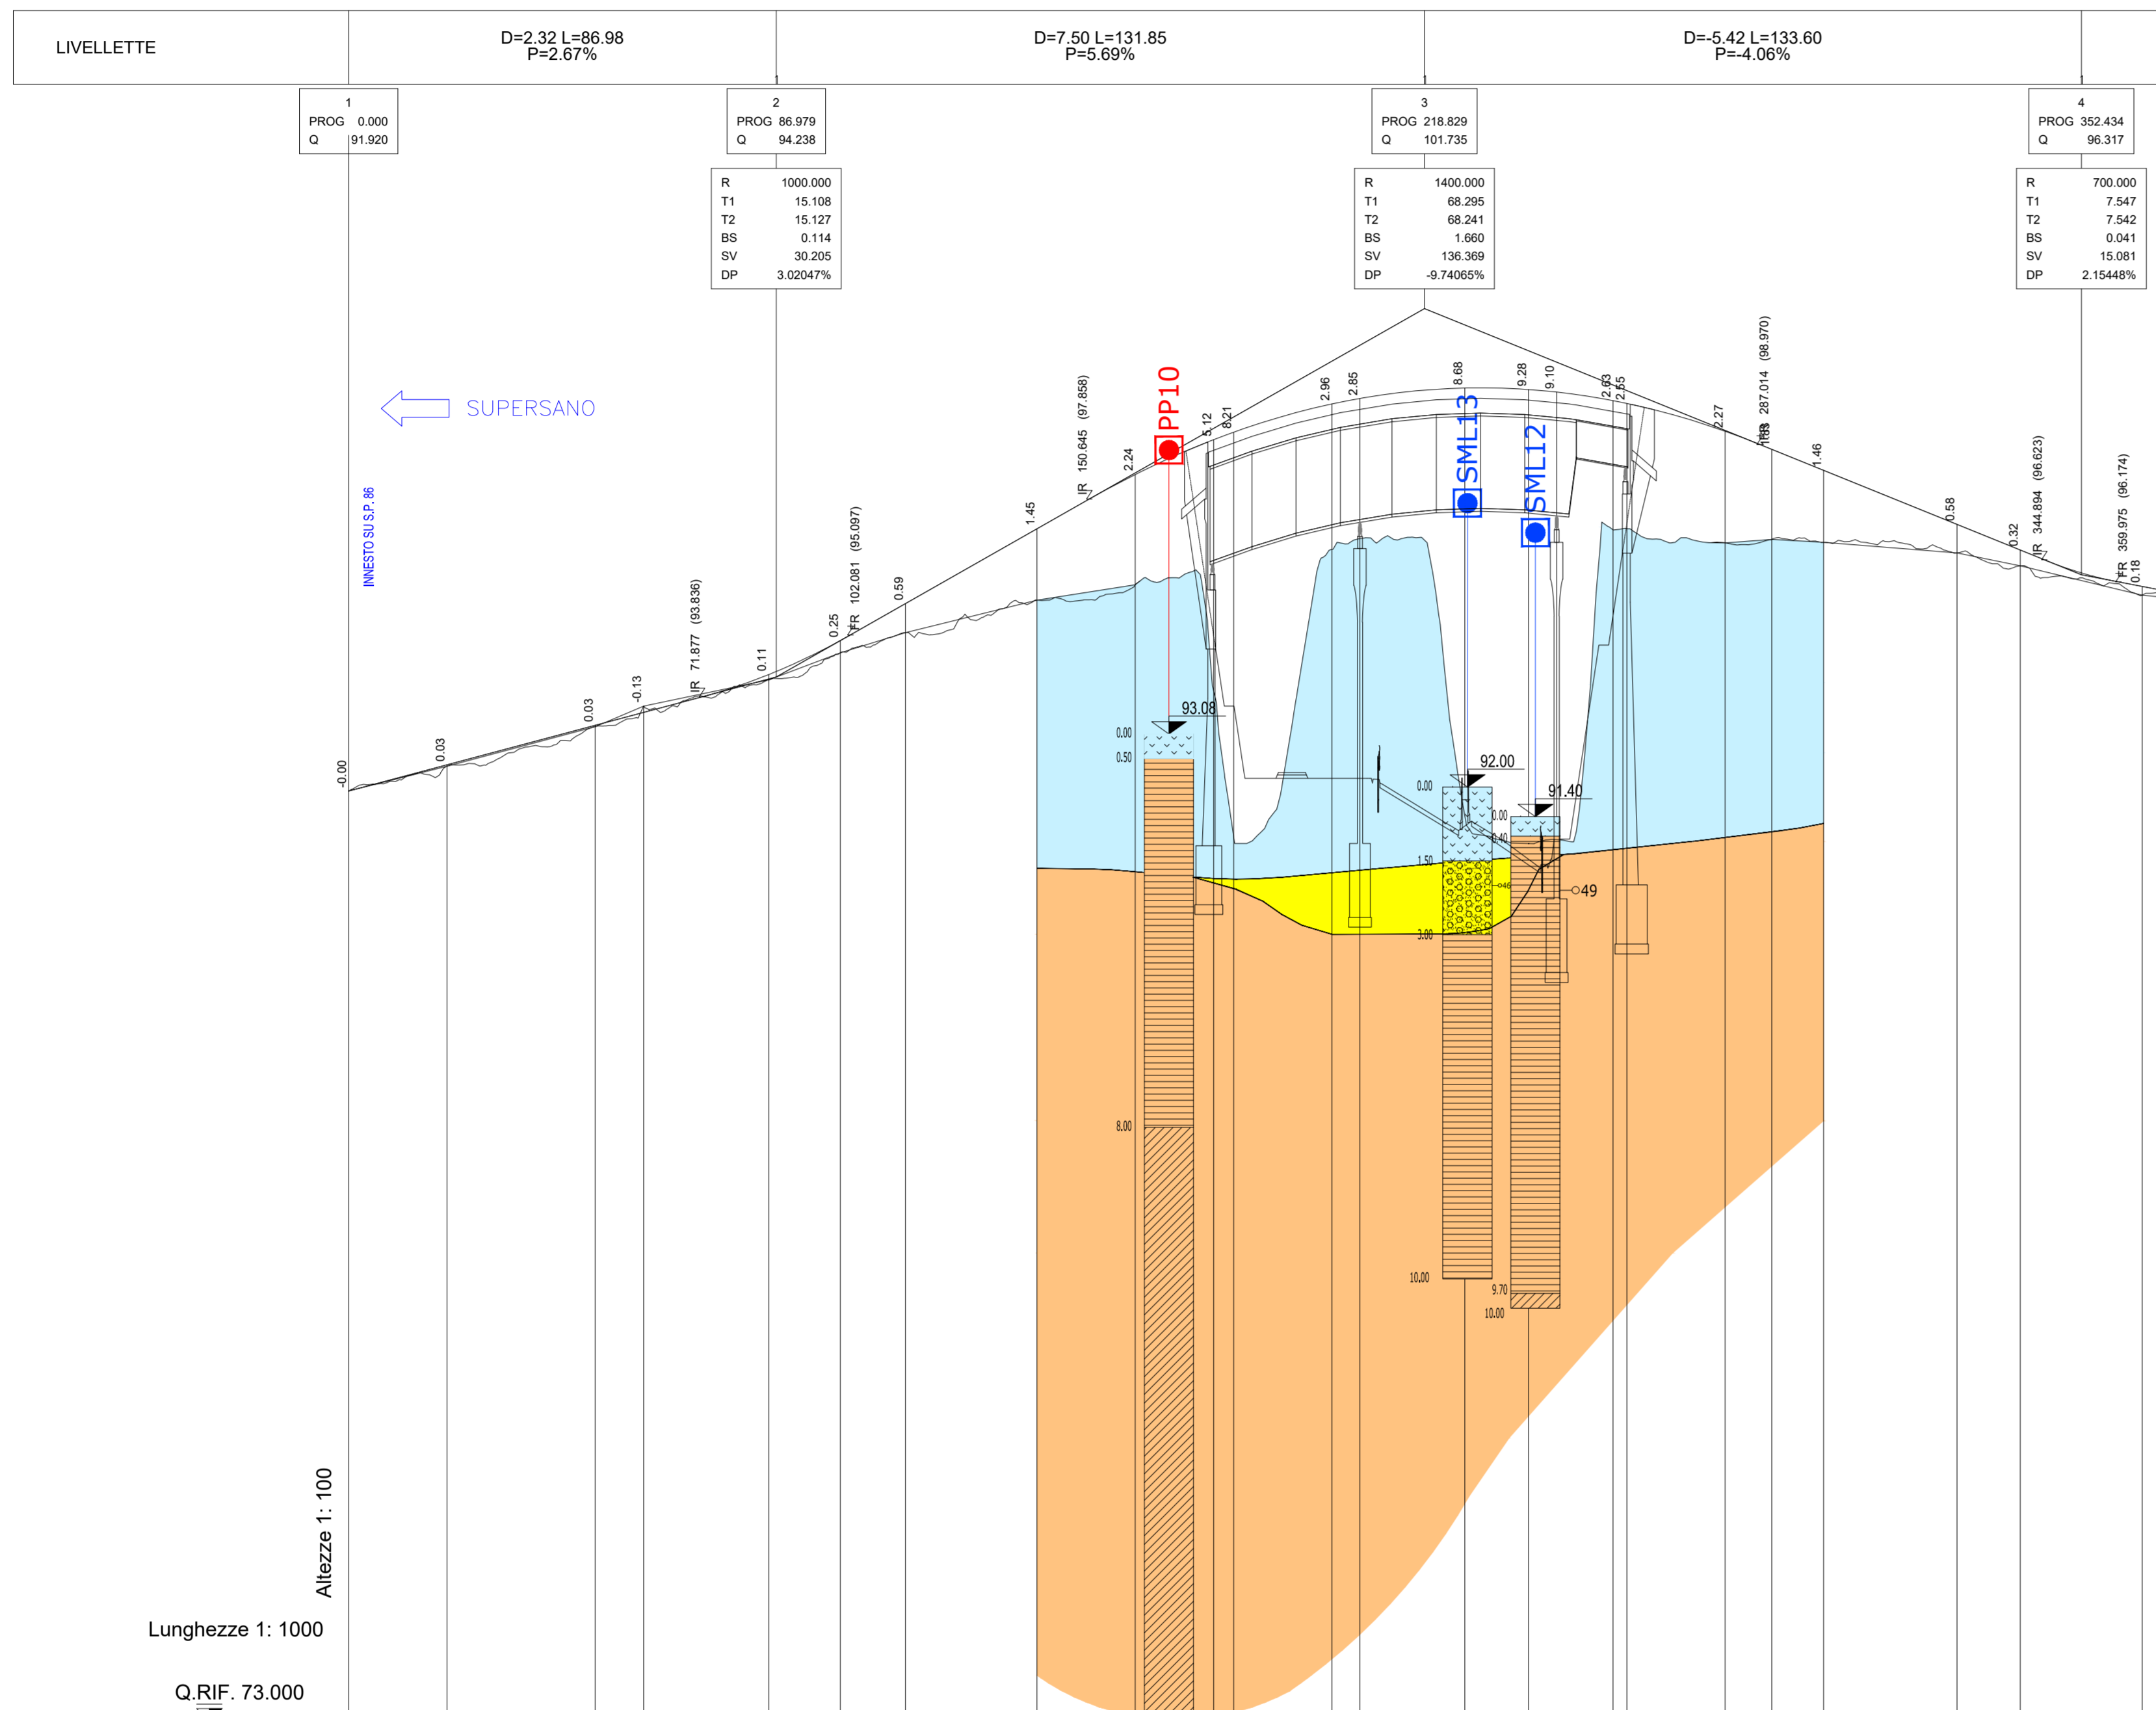 LIVELLETTE
D=2.32 L=86.98
P=2.67%
D=7.50 L=131.85
P=5.69%
D=-5.42 L=133.60
P=-4.06%
1
1
1
1
PROG 0.000
Q 91.920
2
PROG 86.979
Q 94.238
3
PROG 218.829
Q 101.735
4
PROG 352.434
Q 96.317
R 1000.000
T1 15.108
T2 15.127
BS 0.114
SV 30.205
DP 3.02047%
R 1400.000
T1 68.295
T2 68.241
BS 1.660
SV 136.369
DP -9.74065%
R 700.000
T1 7.547
T2 7.542
BS 0.041
SV 15.081
DP 2.15448%
SUPERSANO
INNESTO SU S.P. 86
-0.00
0.03
0.03
-0.13
IR 71.877 (93.836)
0.11
0.25
FR 102.081 (95.097)
0.59
1.45
IR 150.645 (97.858)
2.24
PP10
5.12
8.21
2.96
2.85
8.68
SML13
9.28
SML12
9.10
2.63
2.55
2.27
FR 287.014 (98.970)
1.46
0.58
0.32
IR 344.894 (96.623)
FR 359.975 (96.174)
0.18
93.08
0.00
0.50
8.00
92.00
0.00
1.50
3.00
10.00
46
91.40
0.00
0.40
49
9.70
10.00
Altezze 1: 100
Lunghezze 1: 1000
Q.RIF. 73.000